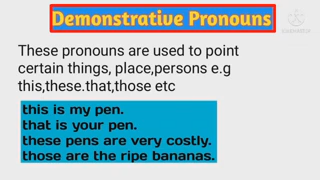 Demonstrative Pronouns
These pronouns are used to point
certain things, place,persons e.g
this,these.that,those etc
this is my pen.
that is your pen.
these pens are very costly.
those are the ripe bananas.